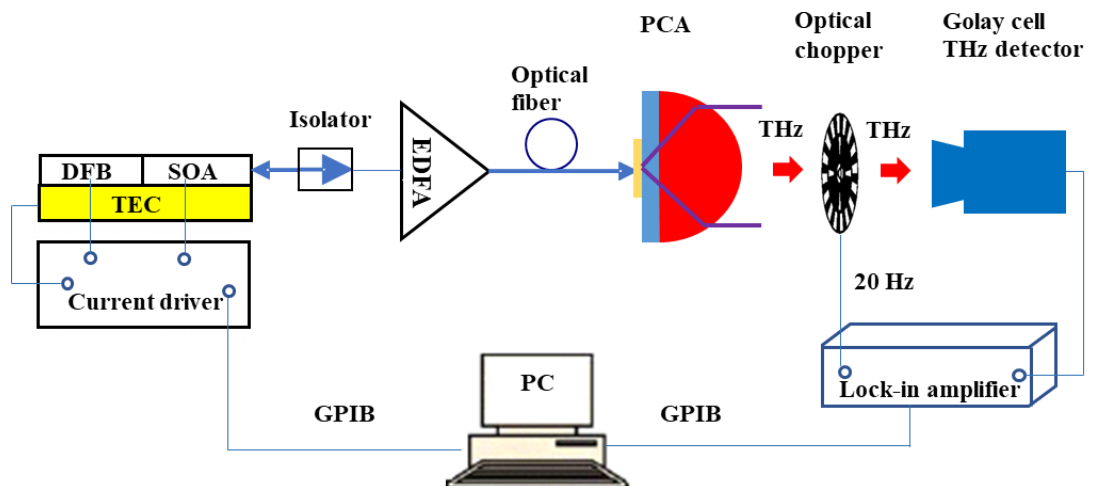 PCA
Optical
chopper
Golay cell
THz detector
Optical
fiber
Isolator
EDFA
THz
THz
DFB
SOA
TEC
Current driver
20 Hz
PC
GPIB
GPIB
Lock-in amplifier